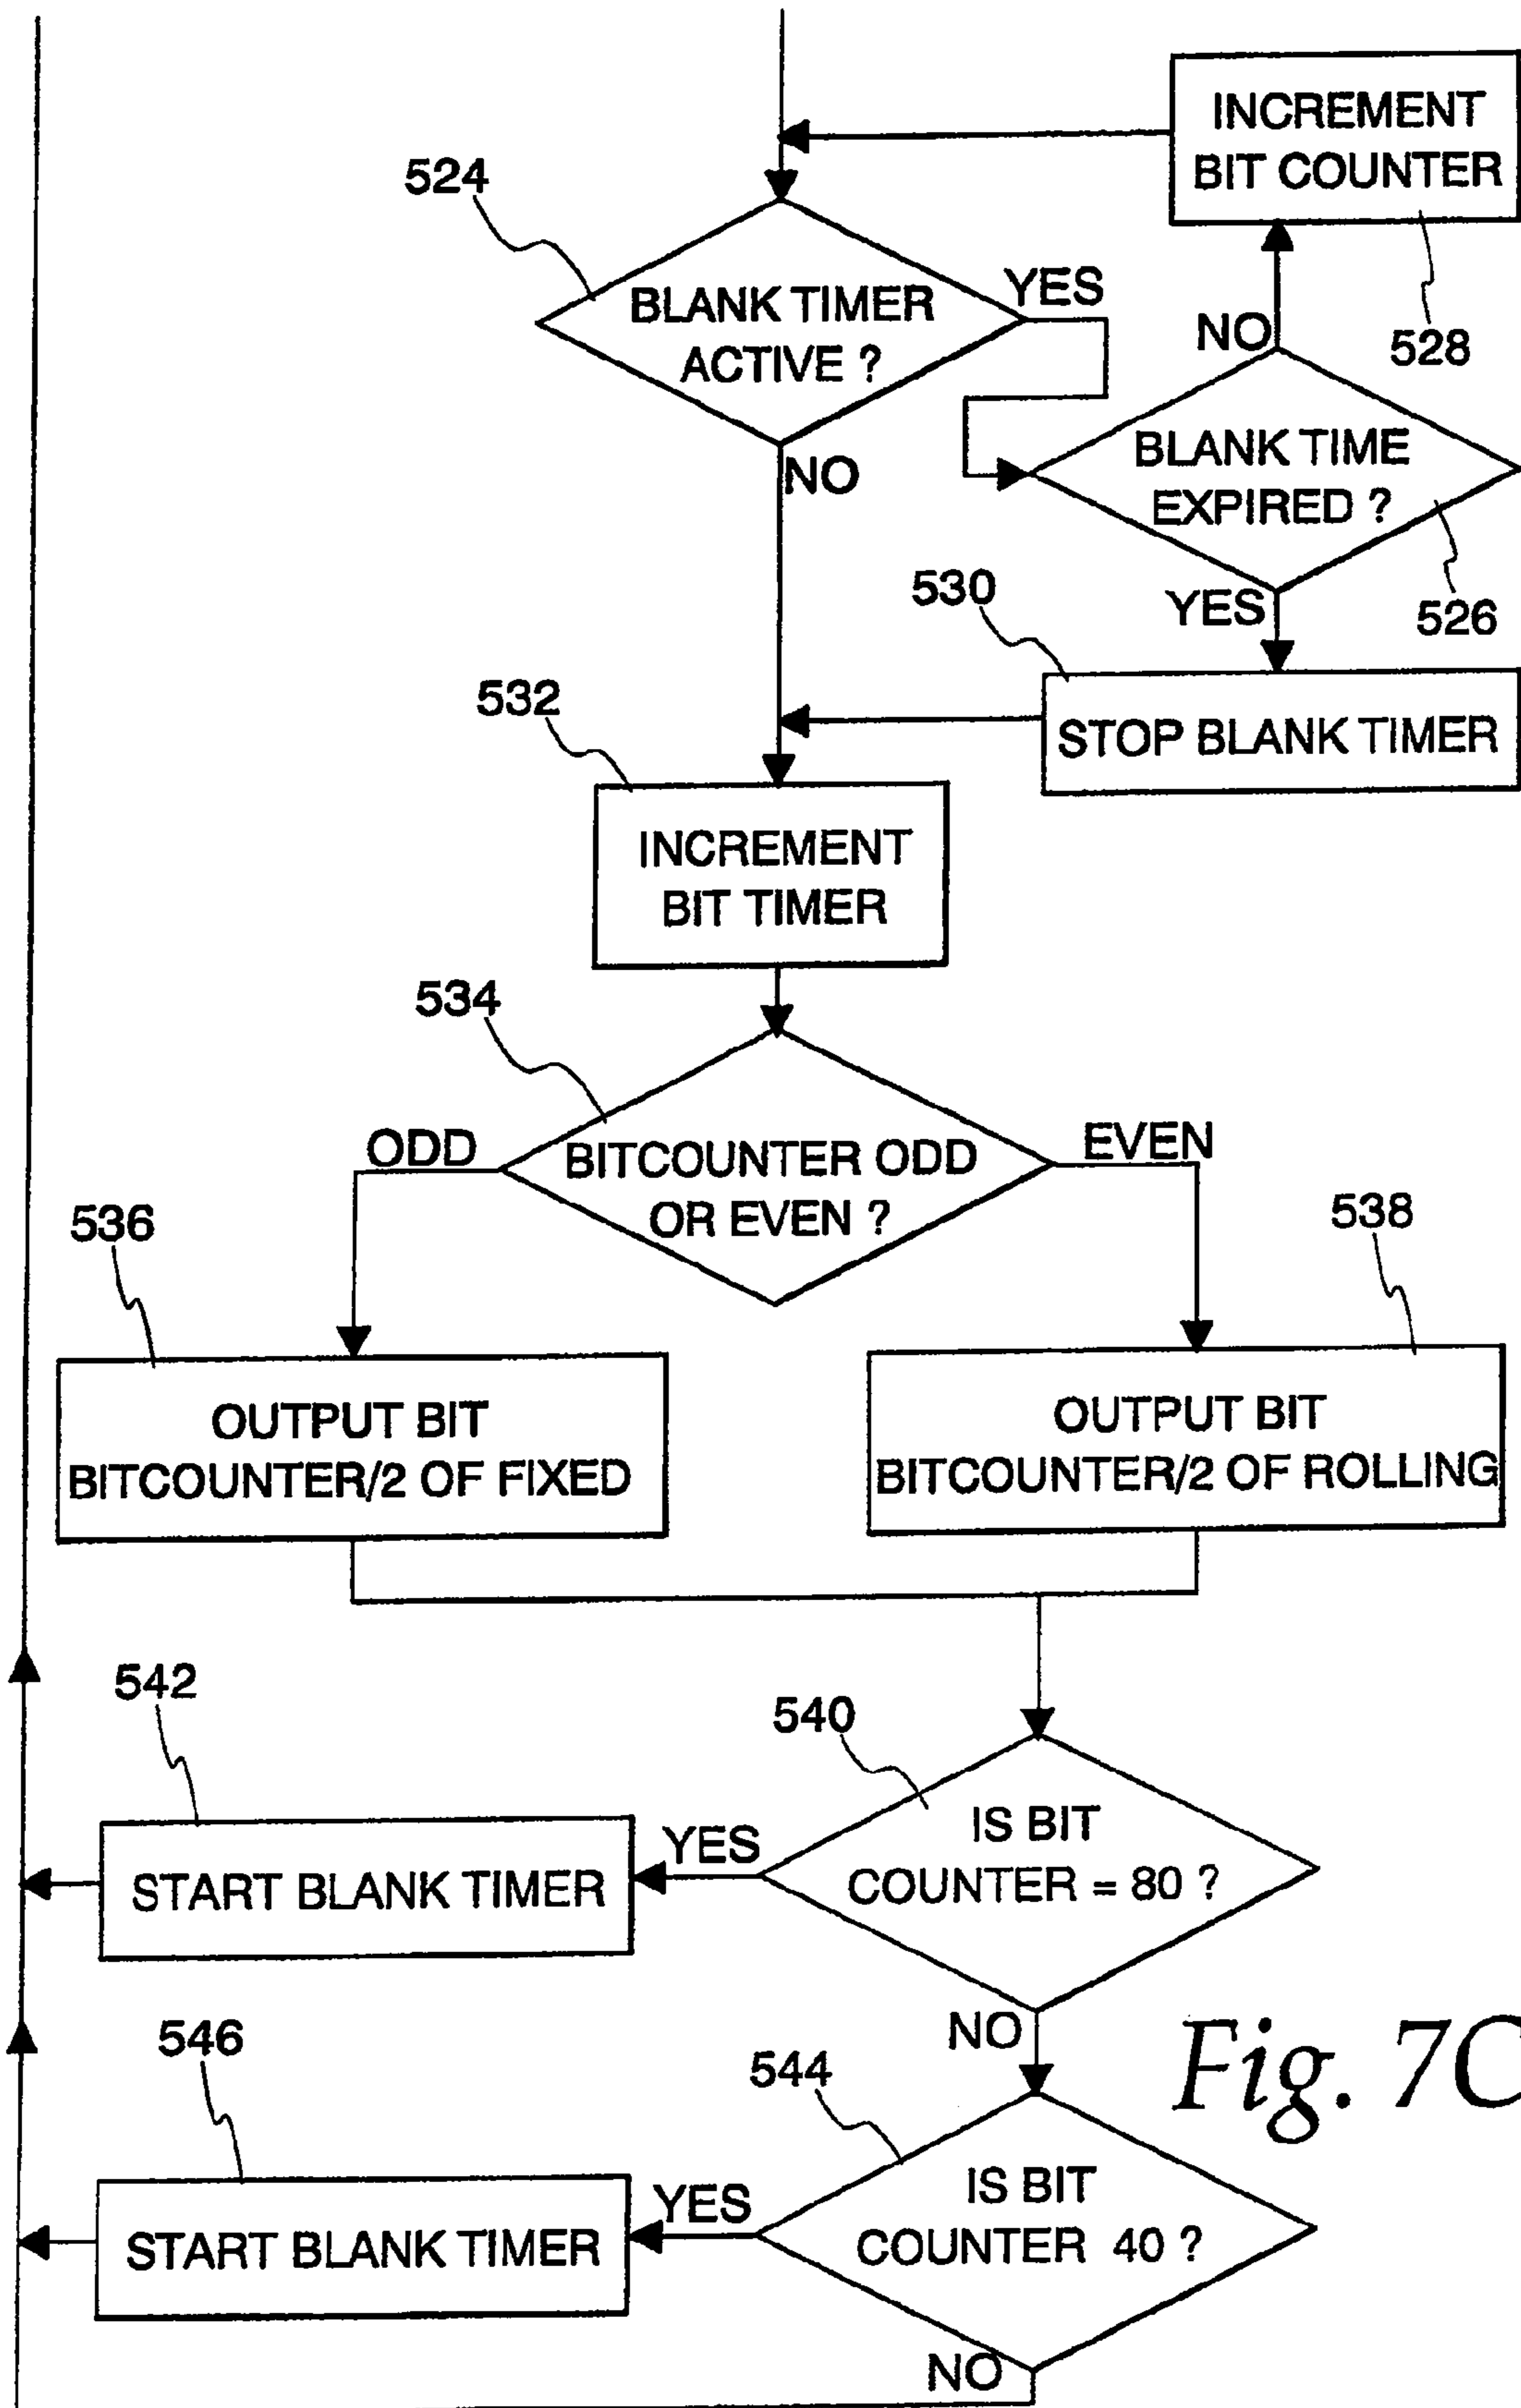 INCREMENT
BIT COUNTER
528
524
BLANK TIMER
ACTIVE ?
YES
NO
NO
BLANK TIME
EXPIRED ?
526
YES
530
STOP BLANK TIMER
532
INCREMENT
BIT TIMER
534
BITCOUNTER ODD
OR EVEN ?
ODD
EVEN
536
OUTPUT BIT
BITCOUNTER/2 OF FIXED
538
OUTPUT BIT
BITCOUNTER/2 OF ROLLING
540
IS BIT
COUNTER = 80 ?
YES
542
START BLANK TIMER
NO
544
IS BIT
COUNTER 40 ?
YES
546
START BLANK TIMER
NO
Fig. 7C